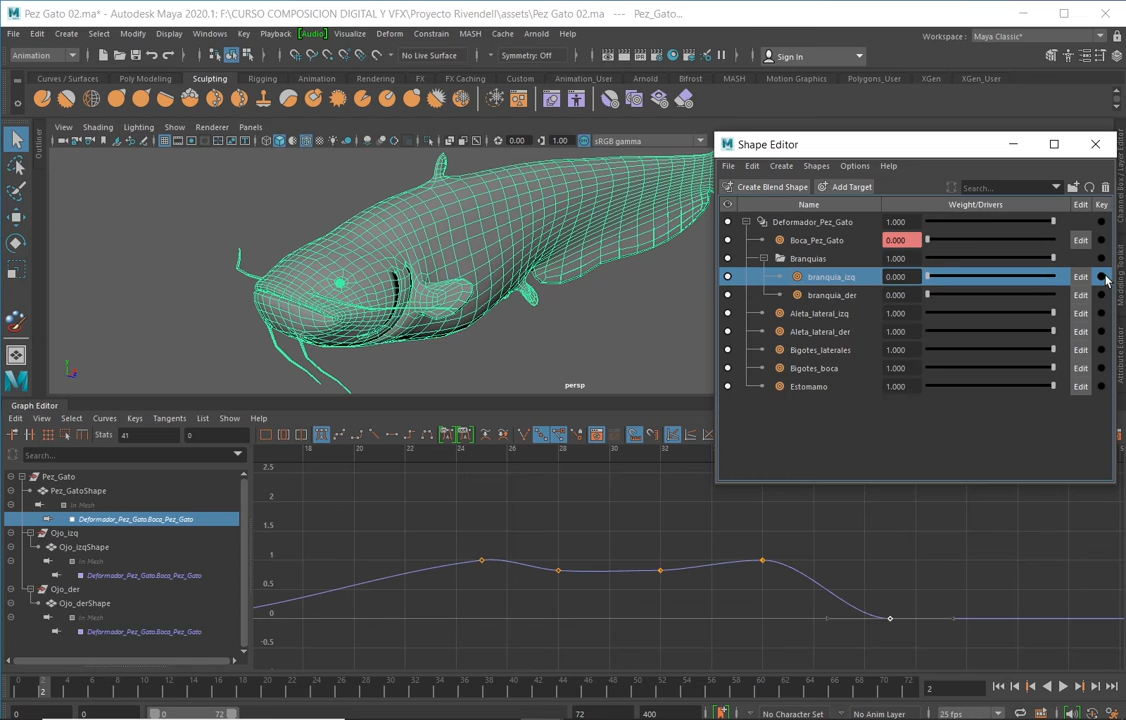 Pez Gato 02.ma* - Autodesk Maya 2020.1: F:\CURSO COMPOSICION DIGITAL Y VFX\Proyecto Rivendell\assets\Pez Gato 02.ma --- Pez_Gato...
File Edit Create Select Modify Display Windows Key Playback [Audio] Visualize Deform Constrain MASH Cache Arnold Help
Workspace : Maya Classic*
Animation No Live Surface Symmetry: Off Sign In
Curves / Surfaces Poly Modeling Sculpting Rigging Animation Rendering FX FX Caching Custom Animation_User Arnold Bifrost MASH Motion Graphics Polygons_User XGen XGen_User
Outliner
View Shading Lighting Show Renderer Panels
0.00 1.00 sRGB gamma
persp
Shape Editor
File Edit Create Shapes Options Help
Create Blend Shape Add Target Search...
Name Weight/Drivers Edit Key
Deformador_Pez_Gato 1.000
Boca_Pez_Gato 0.000 Edit
Branquias 1.000
branquia_izq 0.000 Edit
branquia_der 0.000 Edit
Aleta_lateral_izq 1.000 Edit
Aleta_lateral_der 1.000 Edit
Bigotes_laterales 1.000 Edit
Bigotes_boca 1.000 Edit
Estomamo 1.000 Edit
Channel Box / Layer Editor
Modeling Toolkit
Attribute Editor
Graph Editor
Edit View Select Curves Keys Tangents List Show Help
Stats 41 0
Search...
18 20 22 24 26 28 30 32
2.5
2
1.5
1
0.5
0
-0.5
Pez_Gato
Pez_GatoShape
In Mesh
Deformador_Pez_Gato.Boca_Pez_Gato
Ojo_izq
Ojo_izqShape
In Mesh
Deformador_Pez_Gato.Boca_Pez_Gato
Ojo_der
Ojo_derShape
In Mesh
Deformador_Pez_Gato.Boca_Pez_Gato
0 2 4 6 8 10 12 14 16 18 20 22 24 26 28 30 32 34 36 38 40 42 44 46 48 50 52 54 56 58 60 62 64 66 68 70 72
2 2
0 0 0 72 72 400 No Character Set No Anim Layer 25 fps